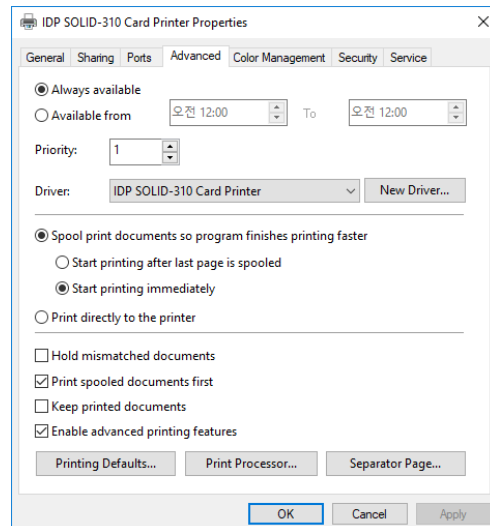 IDP SOLID-310 Card Printer Properties
General Sharing Ports Advanced Color Management Security Service
Always available
Available from 오전 12:00 To 오전 12:00
Priority: 1
Driver: IDP SOLID-310 Card Printer New Driver...
Spool print documents so program finishes printing faster
Start printing after last page is spooled
Start printing immediately
Print directly to the printer
Hold mismatched documents
Print spooled documents first
Keep printed documents
Enable advanced printing features
Printing Defaults... Print Processor... Separator Page...
OK Cancel Apply